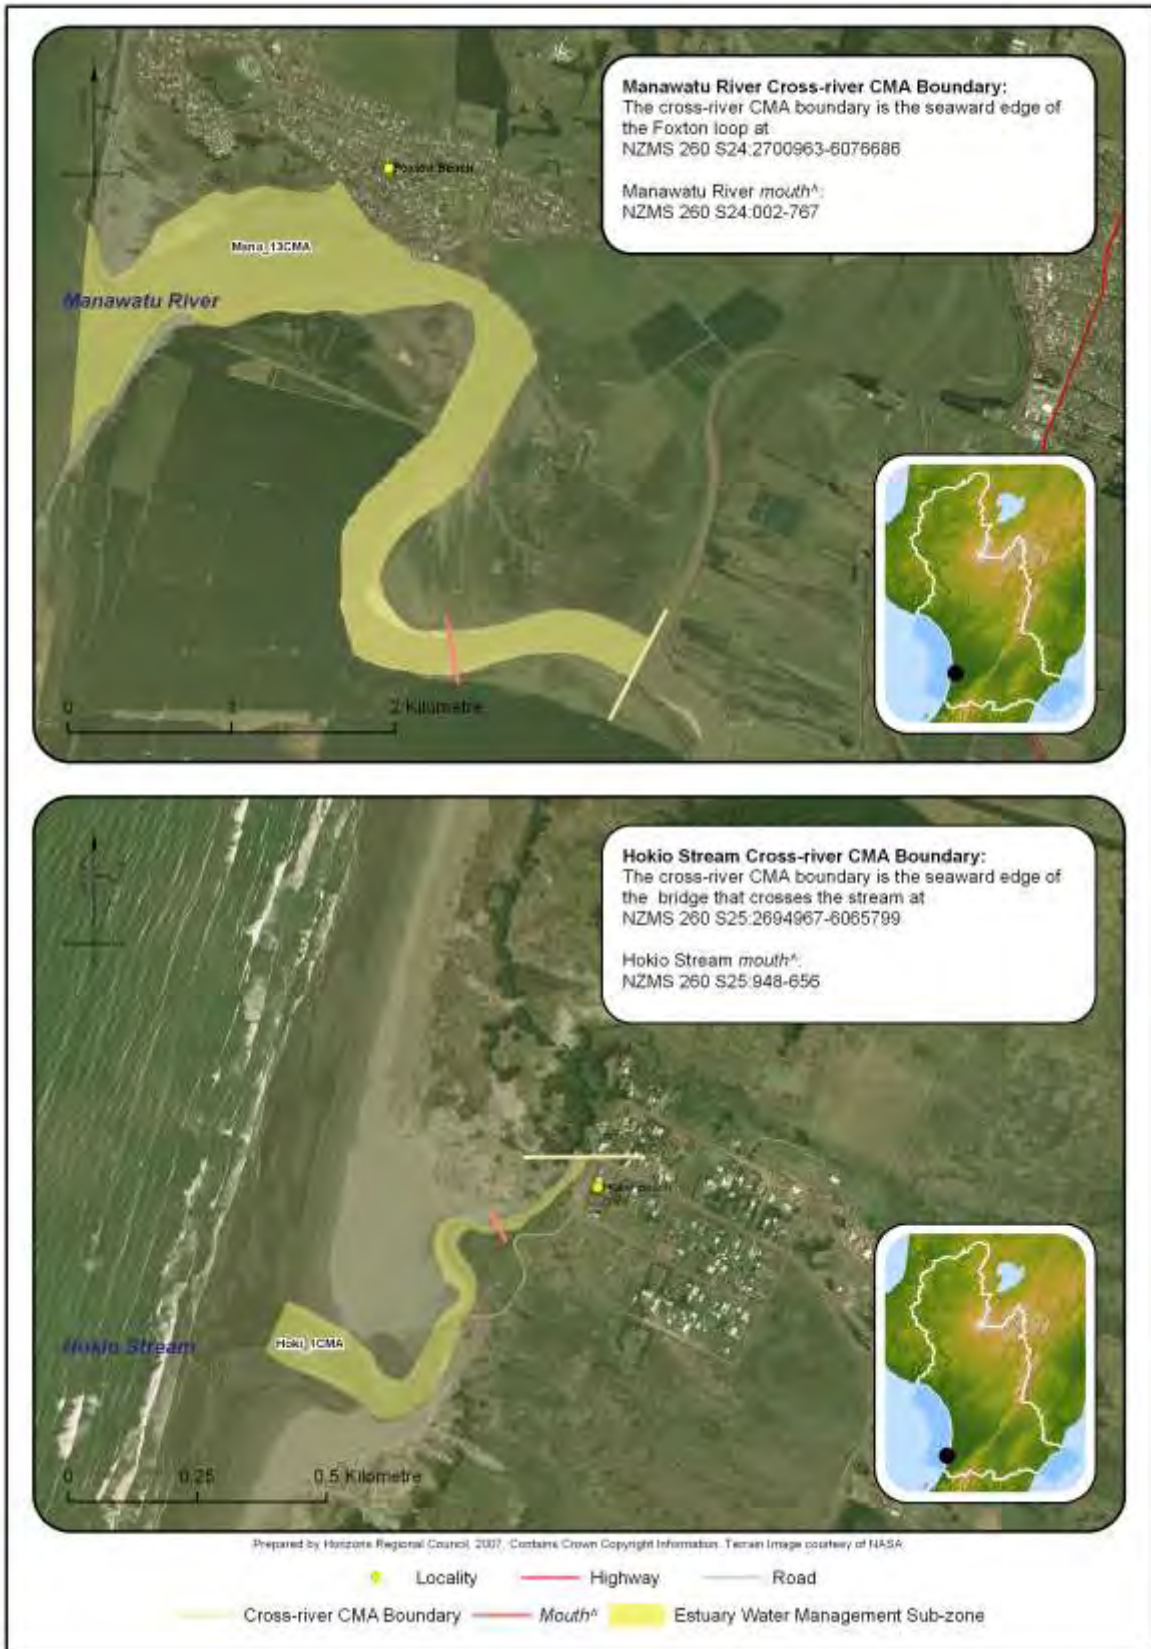 Manawatu River Cross-river CMA Boundary:
The cross-river CMA boundary is the seaward edge of
the Foxton loop at
NZMS 260 S24:2700963-6076686
Manawatu River mouth^:
NZMS 260 S24:002-767
Foxton Beach
Mana_13CMA
Manawatu River
0 1 2 Kilometre
Hokio Stream Cross-river CMA Boundary:
The cross-river CMA boundary is the seaward edge of
the bridge that crosses the stream at
NZMS 260 S25:2694967-6065799
Hokio Stream mouth^:
NZMS 260 S25:948-656
Hokio Beach
Hoki_1CMA
Hokio Stream
0 0.25 0.5 Kilometre
Prepared by Horizons Regional Council, 2007. Contains Crown Copyright Information. Terrain Image courtesy of NASA
Locality Highway Road
Cross-river CMA Boundary Mouth^ Estuary Water Management Sub-zone